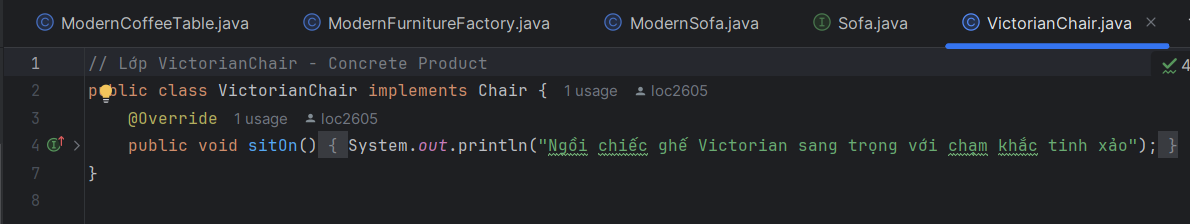 ModernCoffeeTable.java ModernFurnitureFactory.java ModernSofa.java Sofa.java VictorianChair.java
1 // Lớp VictorianChair - Concrete Product 4
2 public class VictorianChair implements Chair { 1 usage loc2605
3 @Override 1 usage loc2605
4 public void sitOn() { System.out.println("Ngồi chiếc ghế Victorian sang trọng với chạm khắc tinh xảo"); }
7 }
8